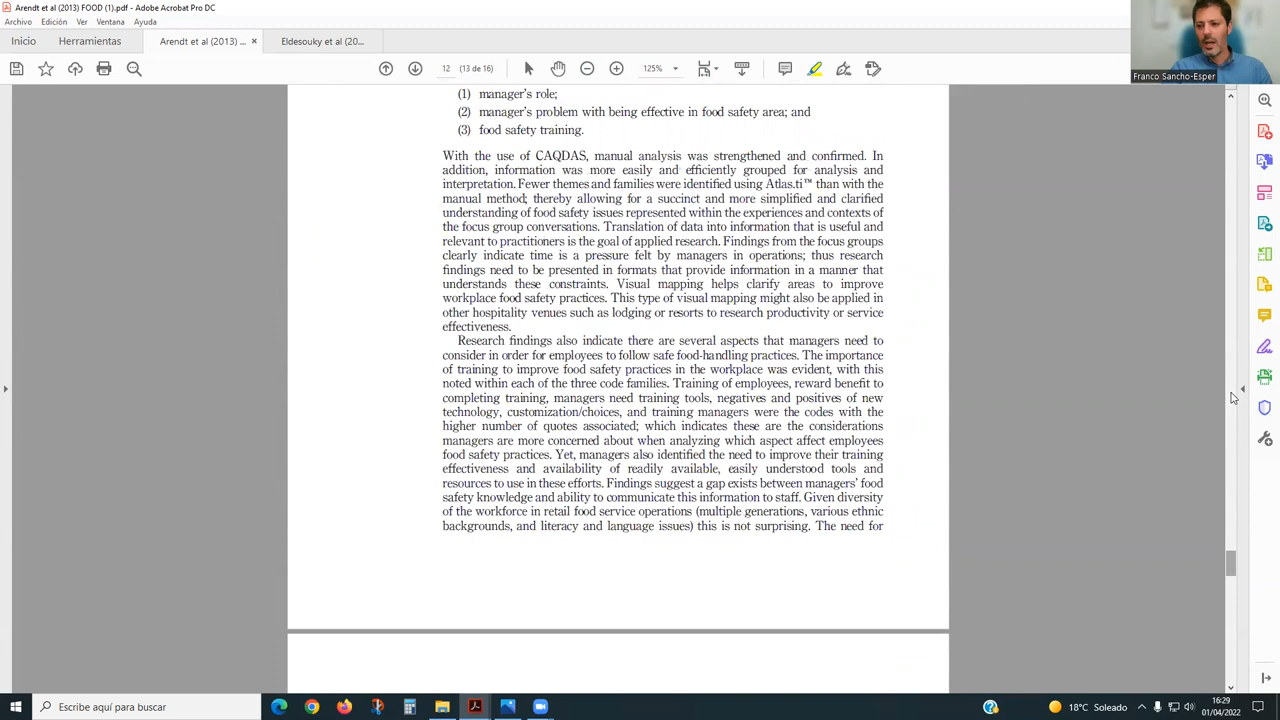 Arendt et al (2013) FOOD (1).pdf - Adobe Acrobat Pro DC
Archivo Edición Ver Ventana Ayuda
Inicio Herramientas Arendt et al (2013) ... × Eldesouky et al (20...
12 (13 de 16) 125%
Franco Sancho-Esper
(1) manager's role;
(2) manager's problem with being effective in food safety area; and
(3) food safety training.
With the use of CAQDAS, manual analysis was strengthened and confirmed. In
addition, information was more easily and efficiently grouped for analysis and
interpretation. Fewer themes and families were identified using Atlas.ti™ than with the
manual method; thereby allowing for a succinct and more simplified and clarified
understanding of food safety issues represented within the experiences and contexts of
the focus group conversations. Translation of data into information that is useful and
relevant to practitioners is the goal of applied research. Findings from the focus groups
clearly indicate time is a pressure felt by managers in operations; thus research
findings need to be presented in formats that provide information in a manner that
understands these constraints. Visual mapping helps clarify areas to improve
workplace food safety practices. This type of visual mapping might also be applied in
other hospitality venues such as lodging or resorts to research productivity or service
effectiveness.
Research findings also indicate there are several aspects that managers need to
consider in order for employees to follow safe food-handling practices. The importance
of training to improve food safety practices in the workplace was evident, with this
noted within each of the three code families. Training of employees, reward benefit to
completing training, managers need training tools, negatives and positives of new
technology, customization/choices, and training managers were the codes with the
higher number of quotes associated; which indicates these are the considerations
managers are more concerned about when analyzing which aspect affect employees
food safety practices. Yet, managers also identified the need to improve their training
effectiveness and availability of readily available, easily understood tools and
resources to use in these efforts. Findings suggest a gap exists between managers' food
safety knowledge and ability to communicate this information to staff. Given diversity
of the workforce in retail food service operations (multiple generations, various ethnic
backgrounds, and literacy and language issues) this is not surprising. The need for
Escribe aquí para buscar
18°C Soleado
16:29
01/04/2022